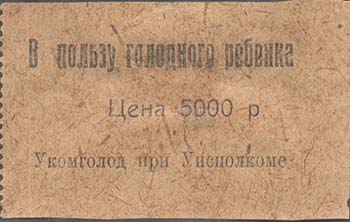 В пользу голодного ребенка
Цена 5000 р
Укомголод при Уисполкоме